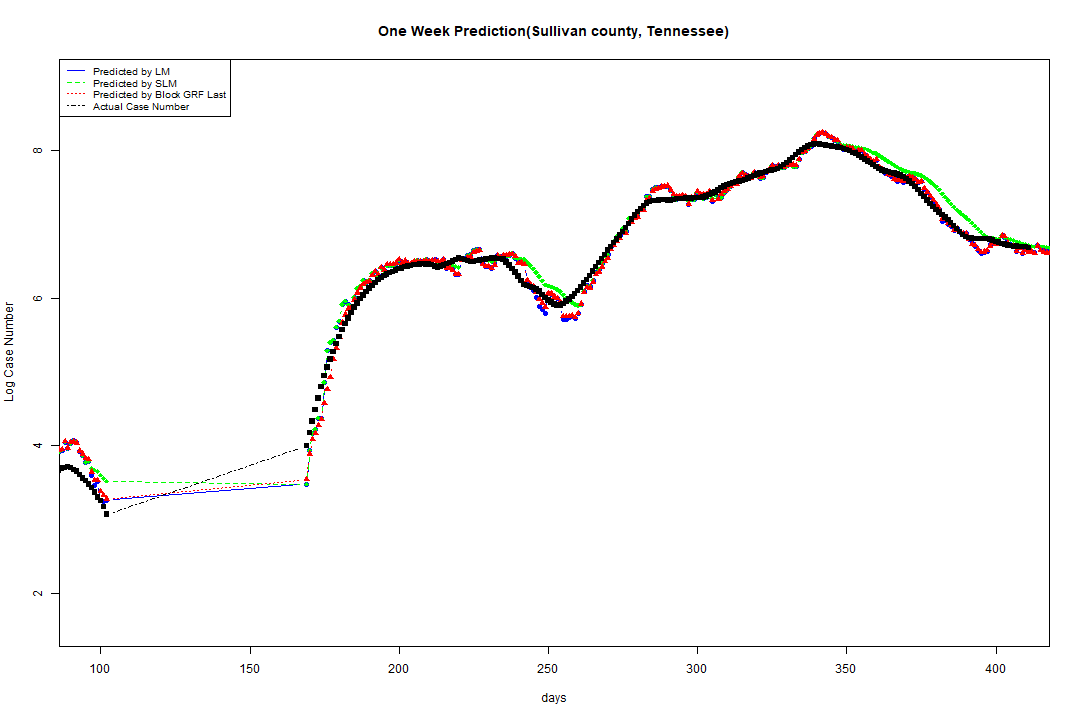 One Week Prediction(Sullivan county, Tennessee)
Predicted by LM
Predicted by SLM
Predicted by Block GRF Last
Actual Case Number
8
6
4
2
Log Case Number
100 150 200 250 300 350 400
days